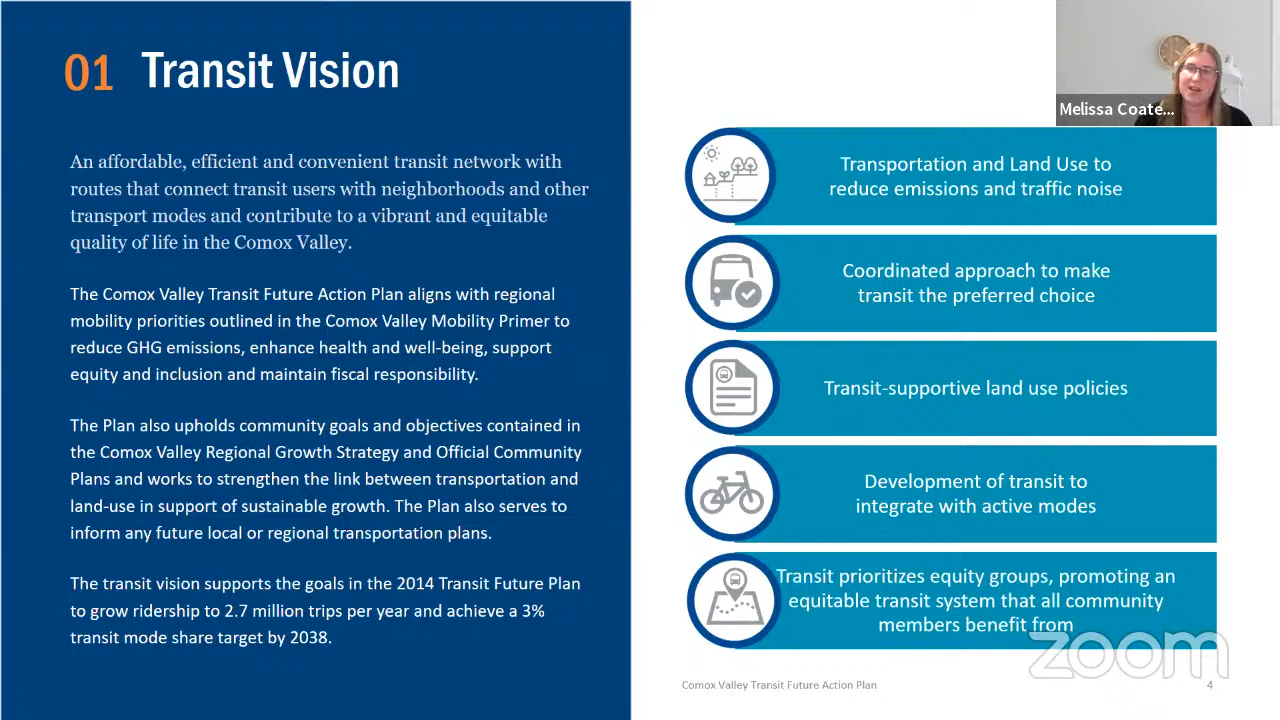 01 Transit Vision
An affordable, efficient and convenient transit network with
routes that connect transit users with neighborhoods and other
transport modes and contribute to a vibrant and equitable
quality of life in the Comox Valley.
The Comox Valley Transit Future Action Plan aligns with regional
mobility priorities outlined in the Comox Valley Mobility Primer to
reduce GHG emissions, enhance health and well-being, support
equity and inclusion and maintain fiscal responsibility.
The Plan also upholds community goals and objectives contained in
the Comox Valley Regional Growth Strategy and Official Community
Plans and works to strengthen the link between transportation and
land-use in support of sustainable growth. The Plan also serves to
inform any future local or regional transportation plans.
The transit vision supports the goals in the 2014 Transit Future Plan
to grow ridership to 2.7 million trips per year and achieve a 3%
transit mode share target by 2038.
Melissa Coate...
Transportation and Land Use to
reduce emissions and traffic noise
Coordinated approach to make
transit the preferred choice
Transit-supportive land use policies
Development of transit to
integrate with active modes
Transit prioritizes equity groups, promoting an
equitable transit system that all community
members benefit from
zoom
Comox Valley Transit Future Action Plan
4